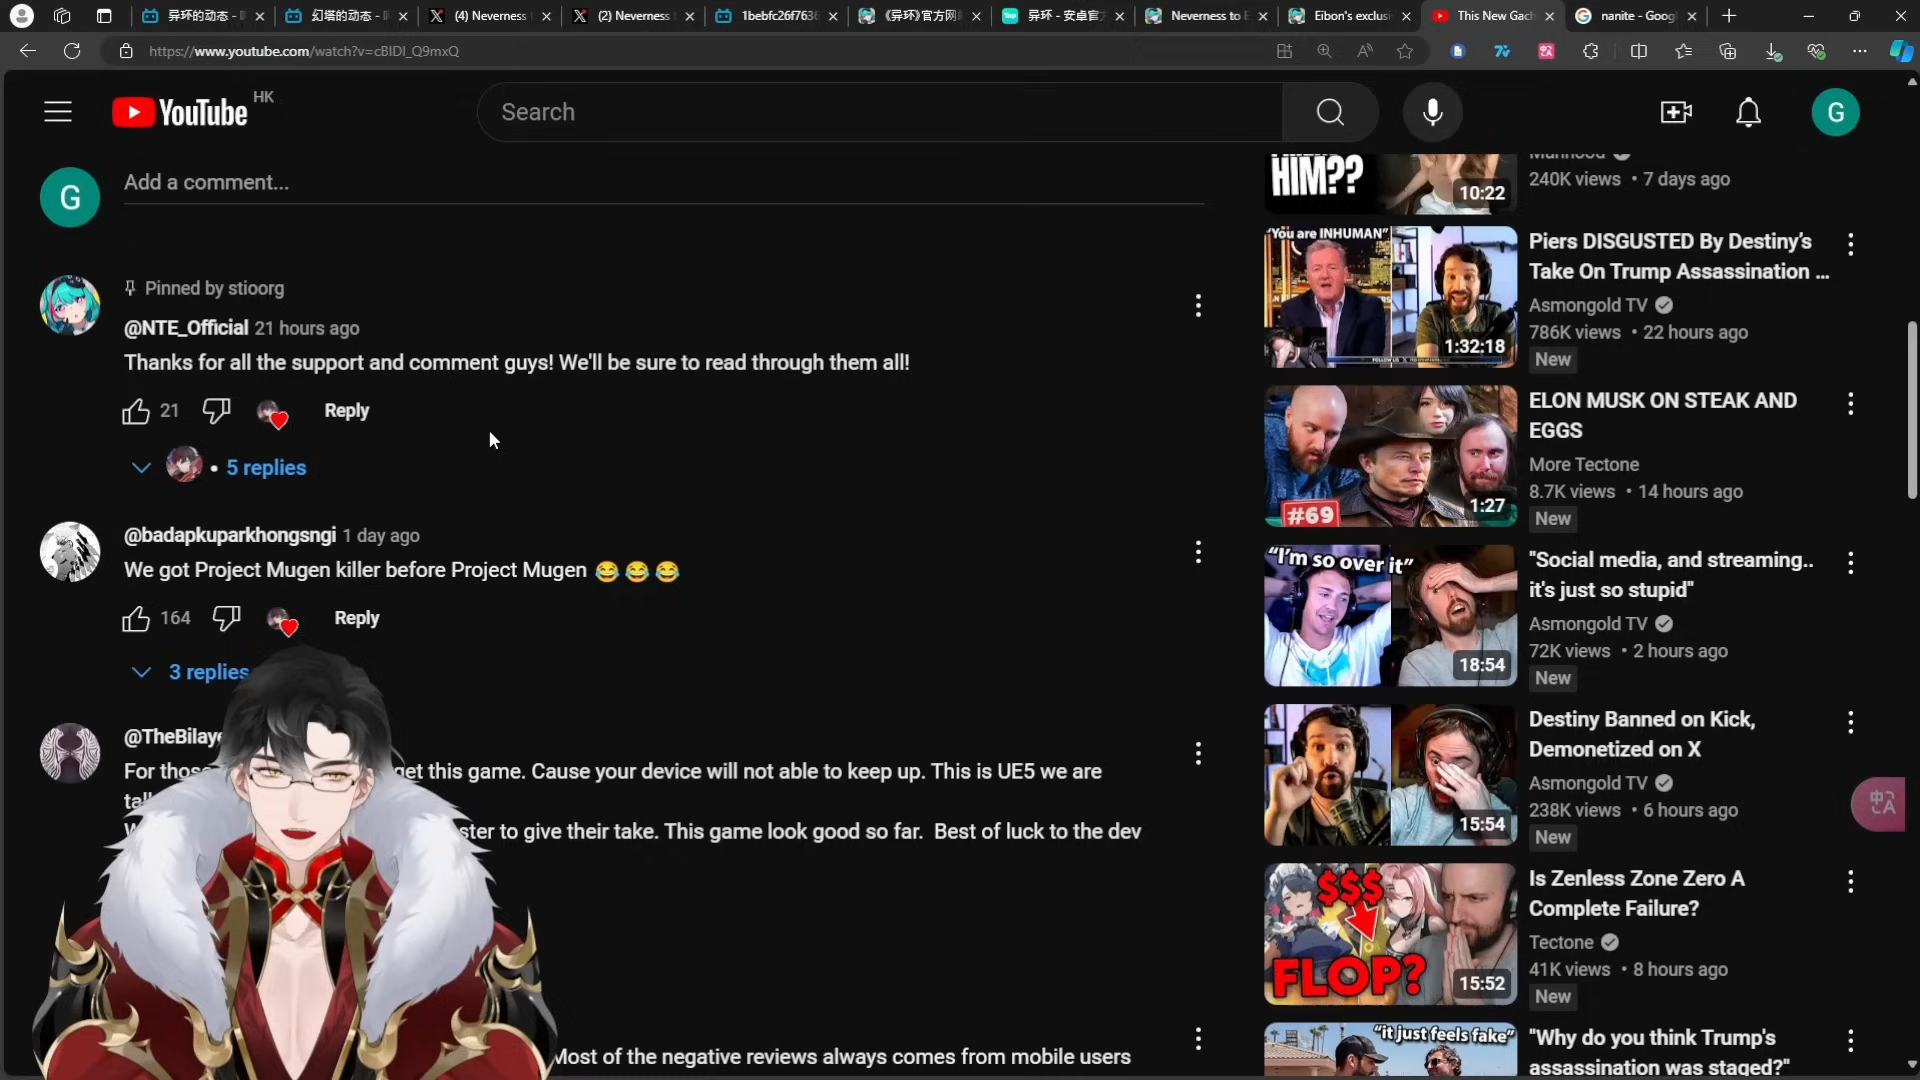 异环的动态 -
幻塔的动态 -
(4) Neverness
(2) Neverness
1bebfc26f763
《异环》官方网
异环 - 安卓官
Neverness to E
Eibon's exclusi
This New Gach
nanite - Goog
https://www.youtube.com/watch?v=cBIDI_Q9mxQ
YouTube HK
Search
G
G
Add a comment...
Pinned by stioorg
@NTE_Official 21 hours ago
Thanks for all the support and comment guys! We'll be sure to read through them all!
21
Reply
• 5 replies
@badapkuparkhongsngi 1 day ago
We got Project Mugen killer before Project Mugen 😂😂😂
164
Reply
3 replies
@TheBilaye
For those
get this game. Cause your device will not able to keep up. This is UE5 we are
ster to give their take. This game look good so far. Best of luck to the dev
Most of the negative reviews always comes from mobile users
HIM??
10:22
240K views • 7 days ago
"You are INHUMAN"
1:32:18
Piers DISGUSTED By Destiny's
Take On Trump Assassination ...
Asmongold TV
786K views • 22 hours ago
New
#69
1:27
ELON MUSK ON STEAK AND
EGGS
More Tectone
8.7K views • 14 hours ago
New
"I'm so over it"
18:54
"Social media, and streaming..
it's just so stupid"
Asmongold TV
72K views • 2 hours ago
New
15:54
Destiny Banned on Kick,
Demonetized on X
Asmongold TV
238K views • 6 hours ago
New
中A
$$$
FLOP?
15:52
Is Zenless Zone Zero A
Complete Failure?
Tectone
41K views • 8 hours ago
New
"it just feels fake"
"Why do you think Trump's
assassination was staged?"